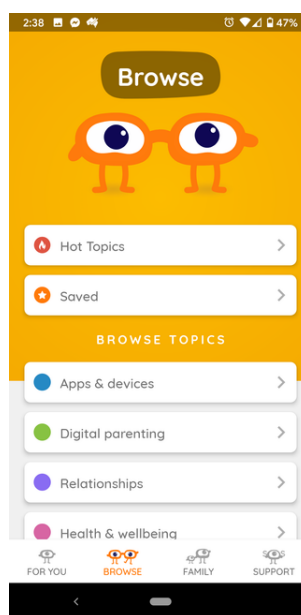 2:38 47%
Browse
Hot Topics
Saved
BROWSE TOPICS
Apps & devices
Digital parenting
Relationships
Health & wellbeing
FOR YOU BROWSE FAMILY SUPPORT